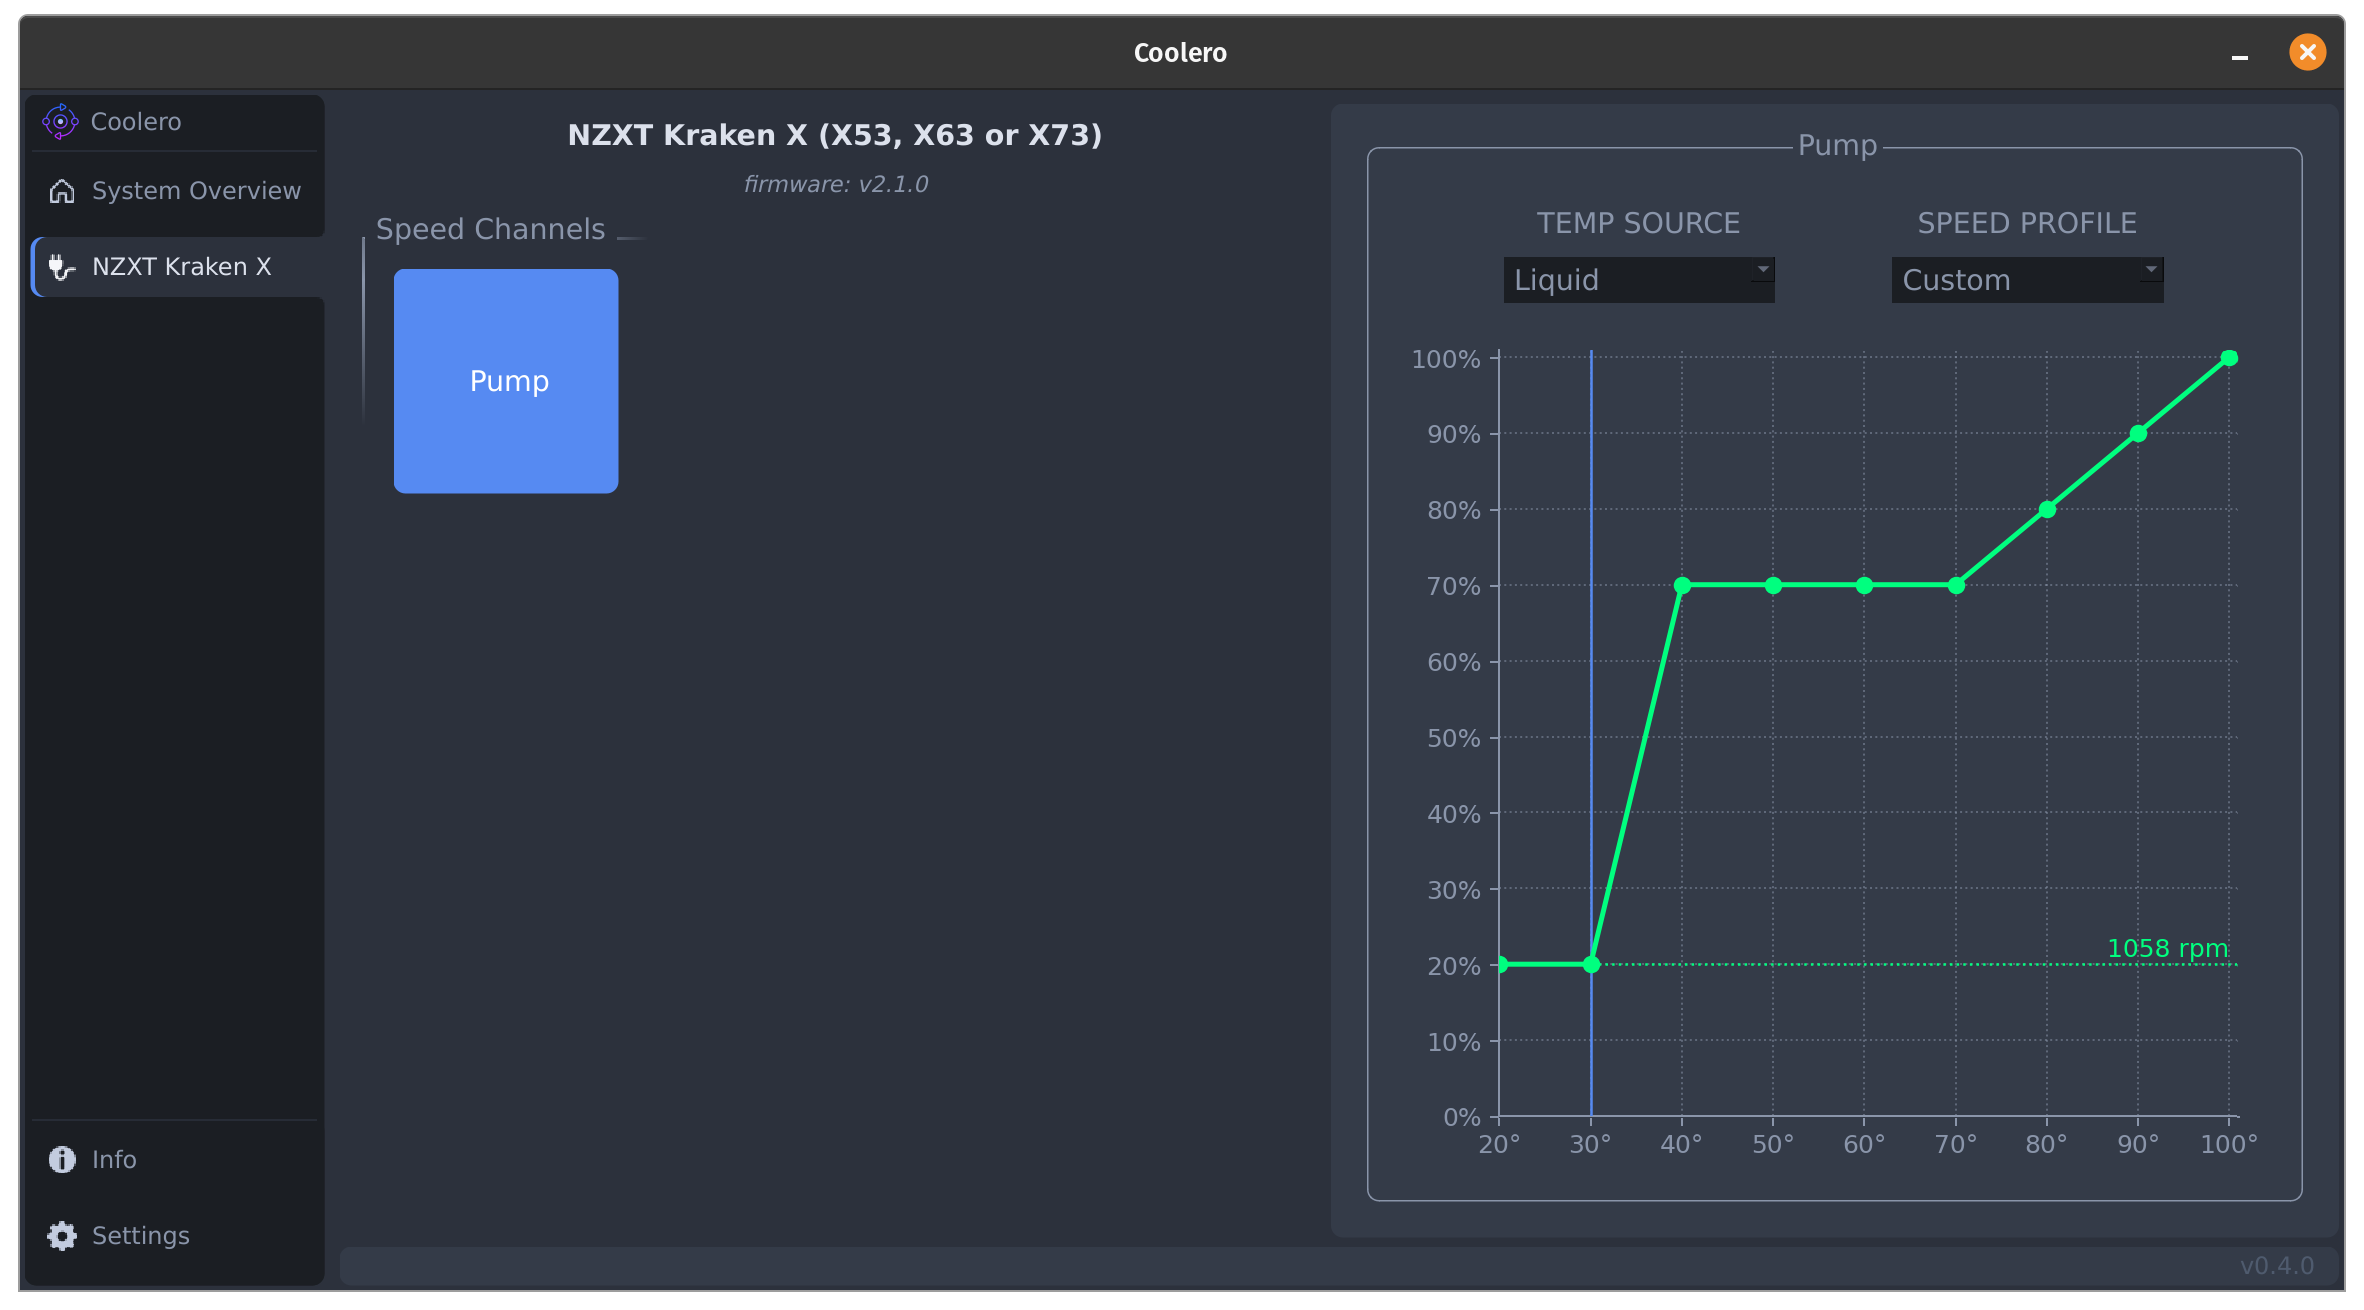 Coolero
Coolero
System Overview
NZXT Kraken X
Info
Settings
NZXT Kraken X (X53, X63 or X73)
firmware: v2.1.0
Speed Channels
Pump
Pump
TEMP SOURCE SPEED PROFILE
Liquid Custom
100%
90%
80%
70%
60%
50%
40%
30%
1058 rpm
20%
10%
0%
20° 30° 40° 50° 60° 70° 80° 90° 100°
v0.4.0